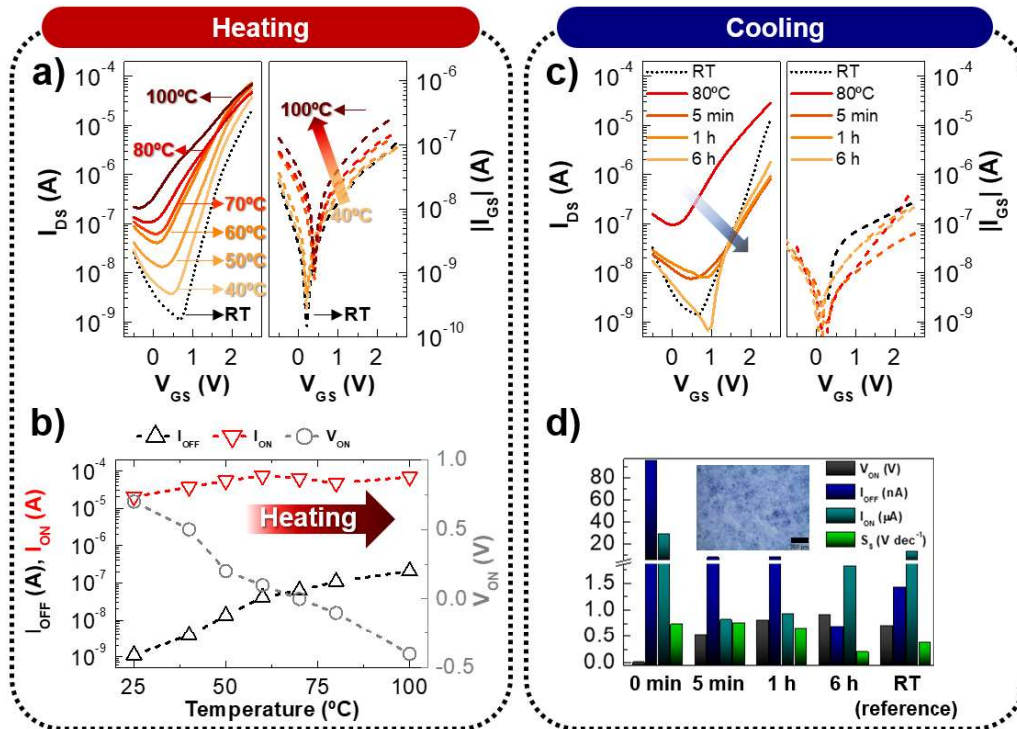 Heating
Cooling
a)
I_DS (A)
10⁻⁴
10⁻⁵
10⁻⁶
10⁻⁷
10⁻⁸
10⁻⁹
100ºC
80ºC
70ºC
60ºC
50ºC
40ºC
RT
0 1 2
V_GS (V)
100ºC
40ºC
RT
0 1 2
V_GS (V)
10⁻⁶
10⁻⁷
10⁻⁸
10⁻⁹
10⁻¹⁰
|I_GS| (A)
c)
I_DS (A)
10⁻⁴
10⁻⁵
10⁻⁶
10⁻⁷
10⁻⁸
10⁻⁹
RT
80ºC
5 min
1 h
6 h
0 1 2
V_GS (V)
RT
80ºC
5 min
1 h
6 h
0 1 2
V_GS (V)
10⁻⁶
10⁻⁷
10⁻⁸
10⁻⁹
|I_GS| (A)
b)
I_OFF I_ON V_ON
I_OFF (A), I_ON (A)
10⁻⁴
10⁻⁵
10⁻⁶
10⁻⁷
10⁻⁸
10⁻⁹
Heating
1.0
0.5
0.0
-0.5
V_ON (V)
25 50 75 100
Temperature (ºC)
d)
80
60
40
20
1.5
1.0
0.5
0.0
V_ON (V)
I_OFF (nA)
I_ON (µA)
S_s (V dec⁻¹)
0 min 5 min 1 h 6 h RT
(reference)